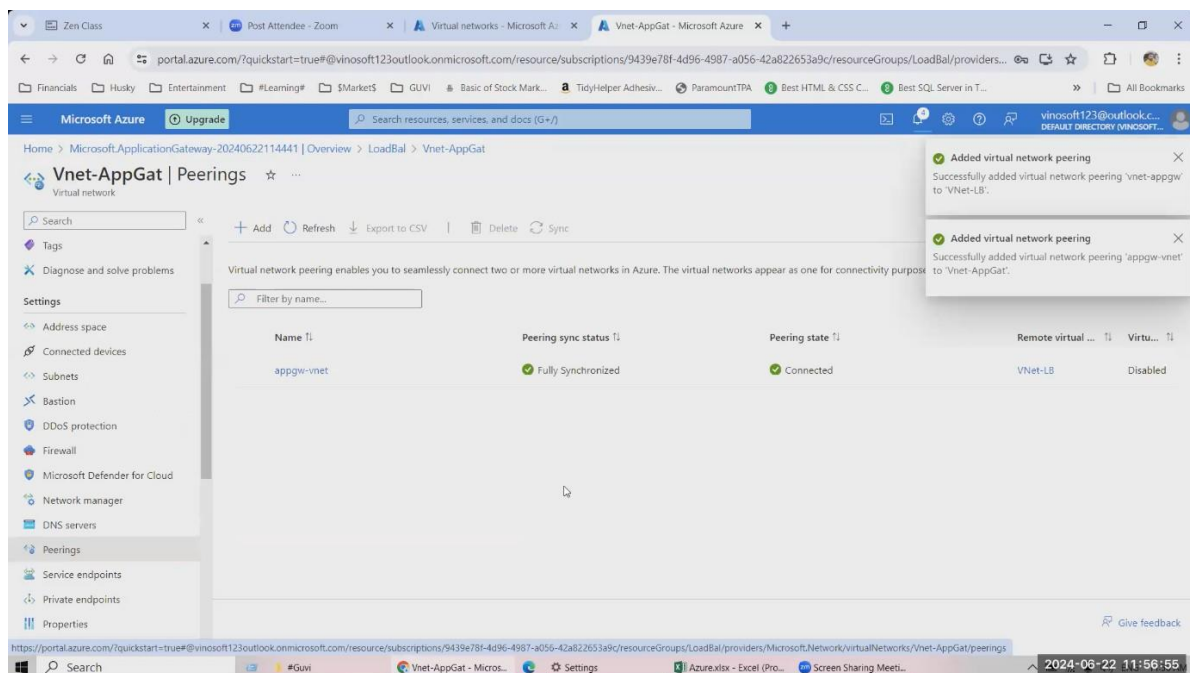 Zen Class
Post Attendee - Zoom
Virtual networks - Microsoft Az
Vnet-AppGat - Microsoft Azure
portal.azure.com/?quickstart=true#@vinosoft123outlook.onmicrosoft.com/resource/subscriptions/9439e78f-4d96-4987-a056-42a822653a9c/resourceGroups/LoadBal/providers...
Financials Husky Entertainment #Learning# $Market$ GUVI Basic of Stock Mark... TidyHelper Adhesiv... ParamountTPA Best HTML & CSS C... Best SQL Server in T... » All Bookmarks
Microsoft Azure Upgrade Search resources, services, and docs (G+/) vinosoft123@outlook.c...
DEFAULT DIRECTORY (VINOSOFT...
Home > Microsoft.ApplicationGateway-20240622114441 | Overview > LoadBal > Vnet-AppGat
Vnet-AppGat | Peerings
Virtual network
Added virtual network peering
Successfully added virtual network peering 'vnet-appgw'
to 'VNet-LB'.
Added virtual network peering
Successfully added virtual network peering 'appgw-vnet'
to 'Vnet-AppGat'.
Search
Tags
Diagnose and solve problems
Settings
Address space
Connected devices
Subnets
Bastion
DDoS protection
Firewall
Microsoft Defender for Cloud
Network manager
DNS servers
Peerings
Service endpoints
Private endpoints
Properties
Add Refresh Export to CSV | Delete Sync
Virtual network peering enables you to seamlessly connect two or more virtual networks in Azure. The virtual networks appear as one for connectivity purpose
Filter by name...
Name Peering sync status Peering state Remote virtual ... Virtu...
appgw-vnet Fully Synchronized Connected VNet-LB Disabled
Give feedback
https://portal.azure.com/?quickstart=true#@vinosoft123outlook.onmicrosoft.com/resource/subscriptions/9439e78f-4d96-4987-a056-42a822653a9c/resourceGroups/LoadBal/providers/Microsoft.Network/virtualNetworks/Vnet-AppGat/peerings
Search #Guvi Vnet-AppGat - Micros... Settings Azure.xlsx - Excel (Pro... Screen Sharing Meeti... 2024-06-22 11:56:55